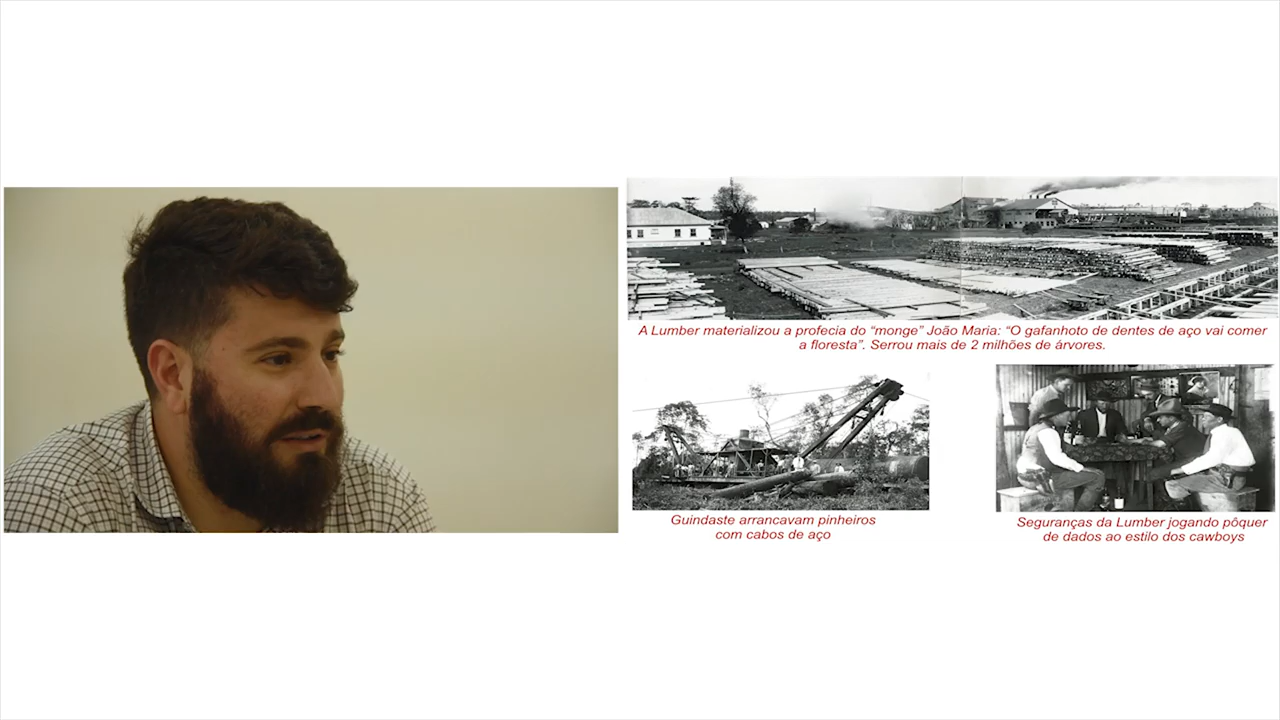 A Lumber materializou a profecia do “monge” João Maria: “O gafanhoto de dentes de aço vai comer
a floresta”. Serrou mais de 2 milhões de árvores.
Guindaste arrancavam pinheiros
com cabos de aço
Seguranças da Lumber jogando pôquer
de dados ao estilo dos cawboys